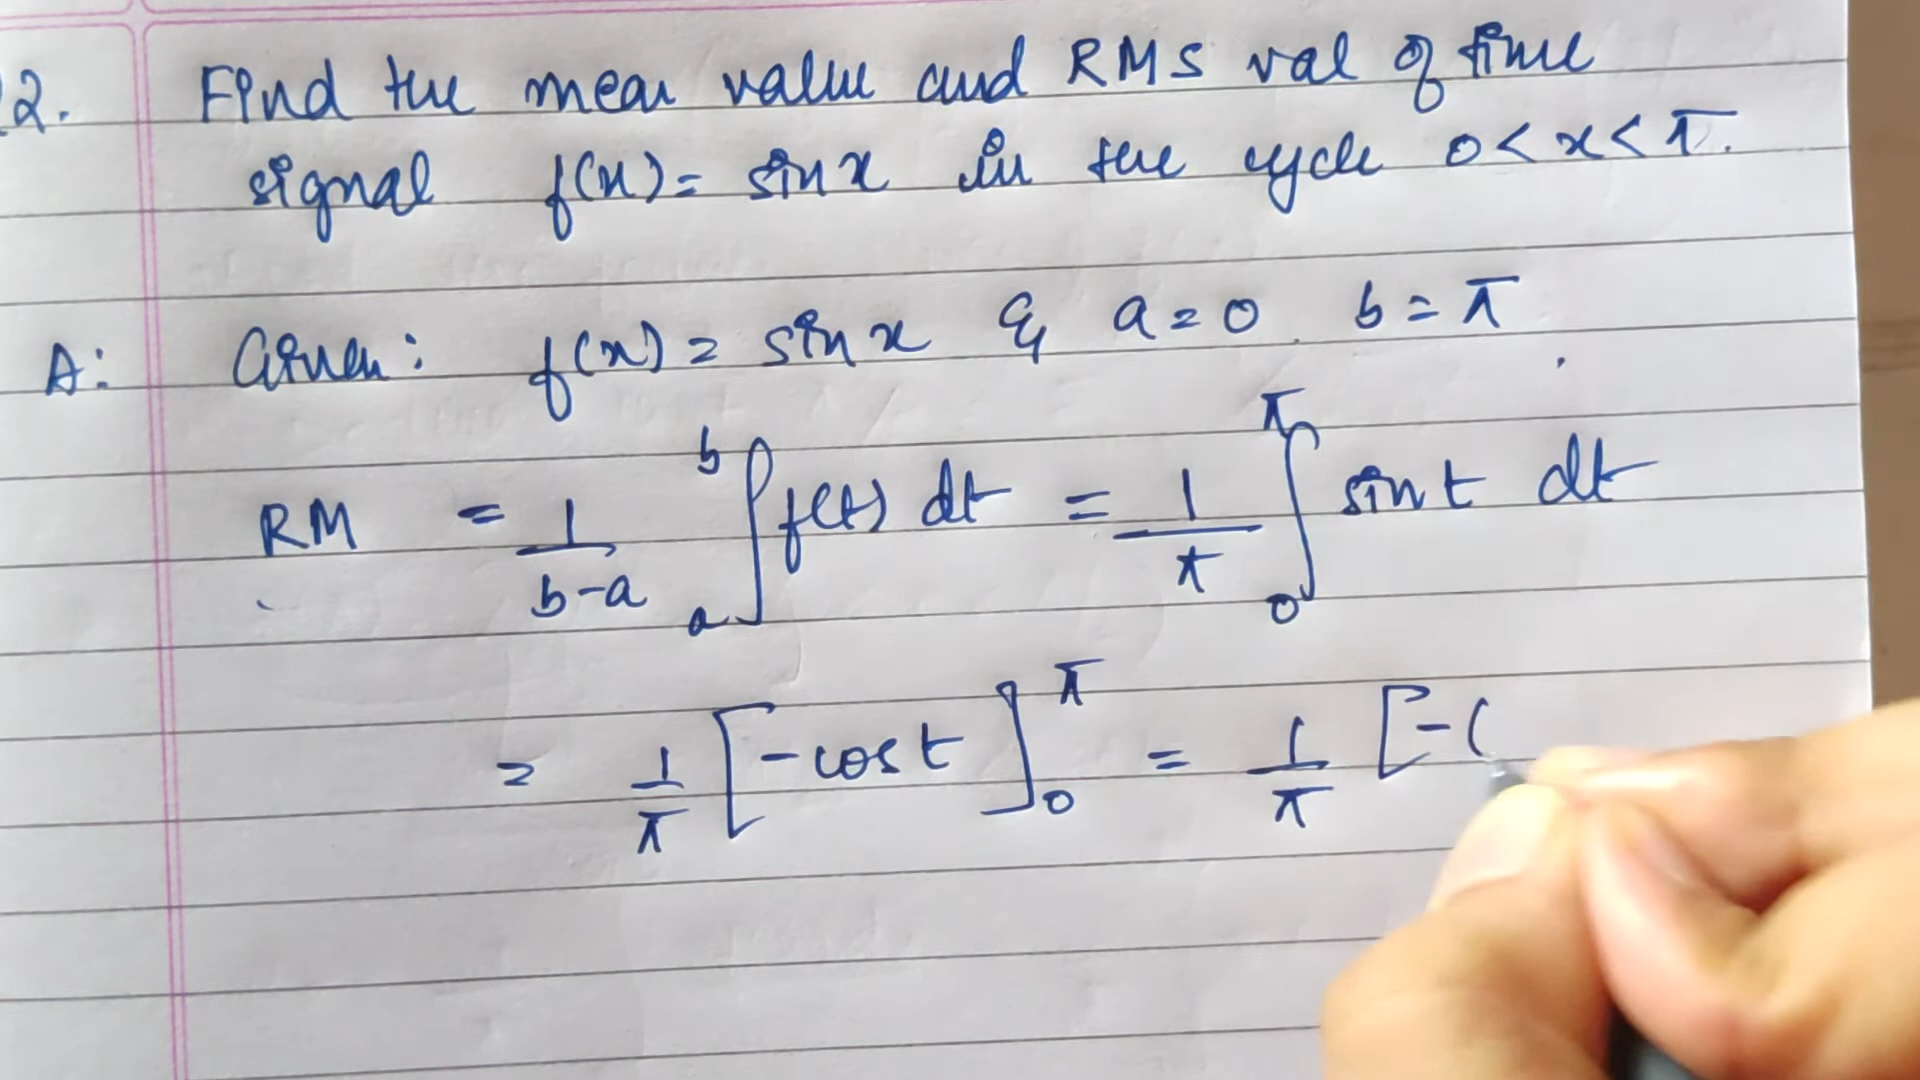 2. Find the mean value and RMS val of time
signal f(x) = sin x in the cycle 0 < x < π.
A: Given: f(x) = sin x & a = 0 b = π
RM = 1/(b-a) ∫_a^b f(t) dt = 1/π ∫_0^π sin t dt
= 1/π [-cos t]_0^π = 1/π [-(